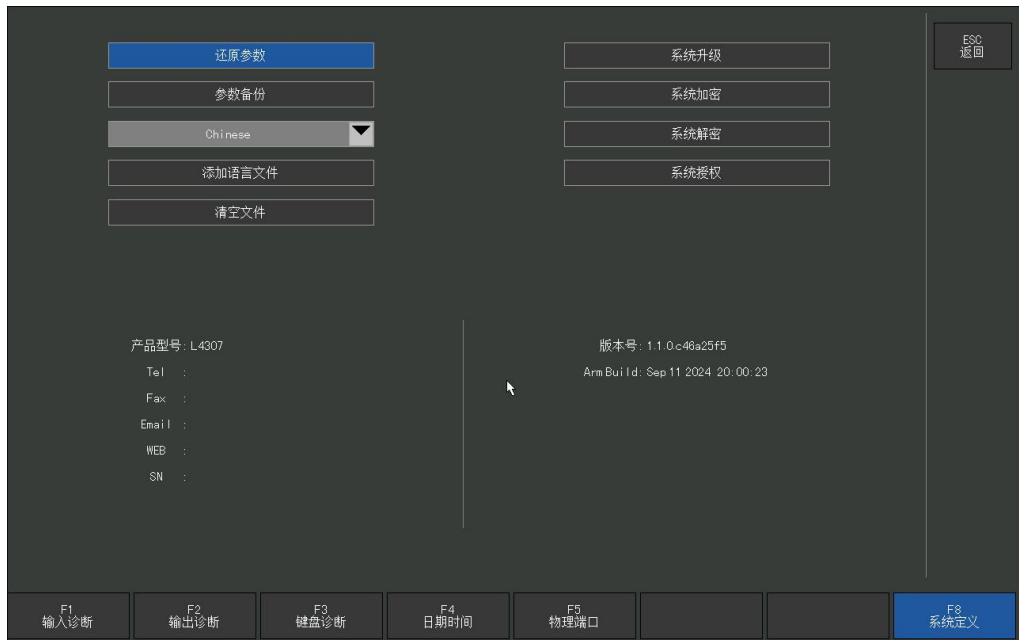 还原参数
参数备份
Chinese
添加语言文件
清空文件
系统升级
系统加密
系统解密
系统授权
ESC
返回
产品型号: L4307
Tel :
Fax :
Email :
WEB :
SN :
版本号: 1.1.0.c46a25f5
Arm Build: Sep 11 2024 20:00:23
F1
输入诊断
F2
输出诊断
F3
键盘诊断
F4
日期时间
F5
物理端口
F8
系统定义